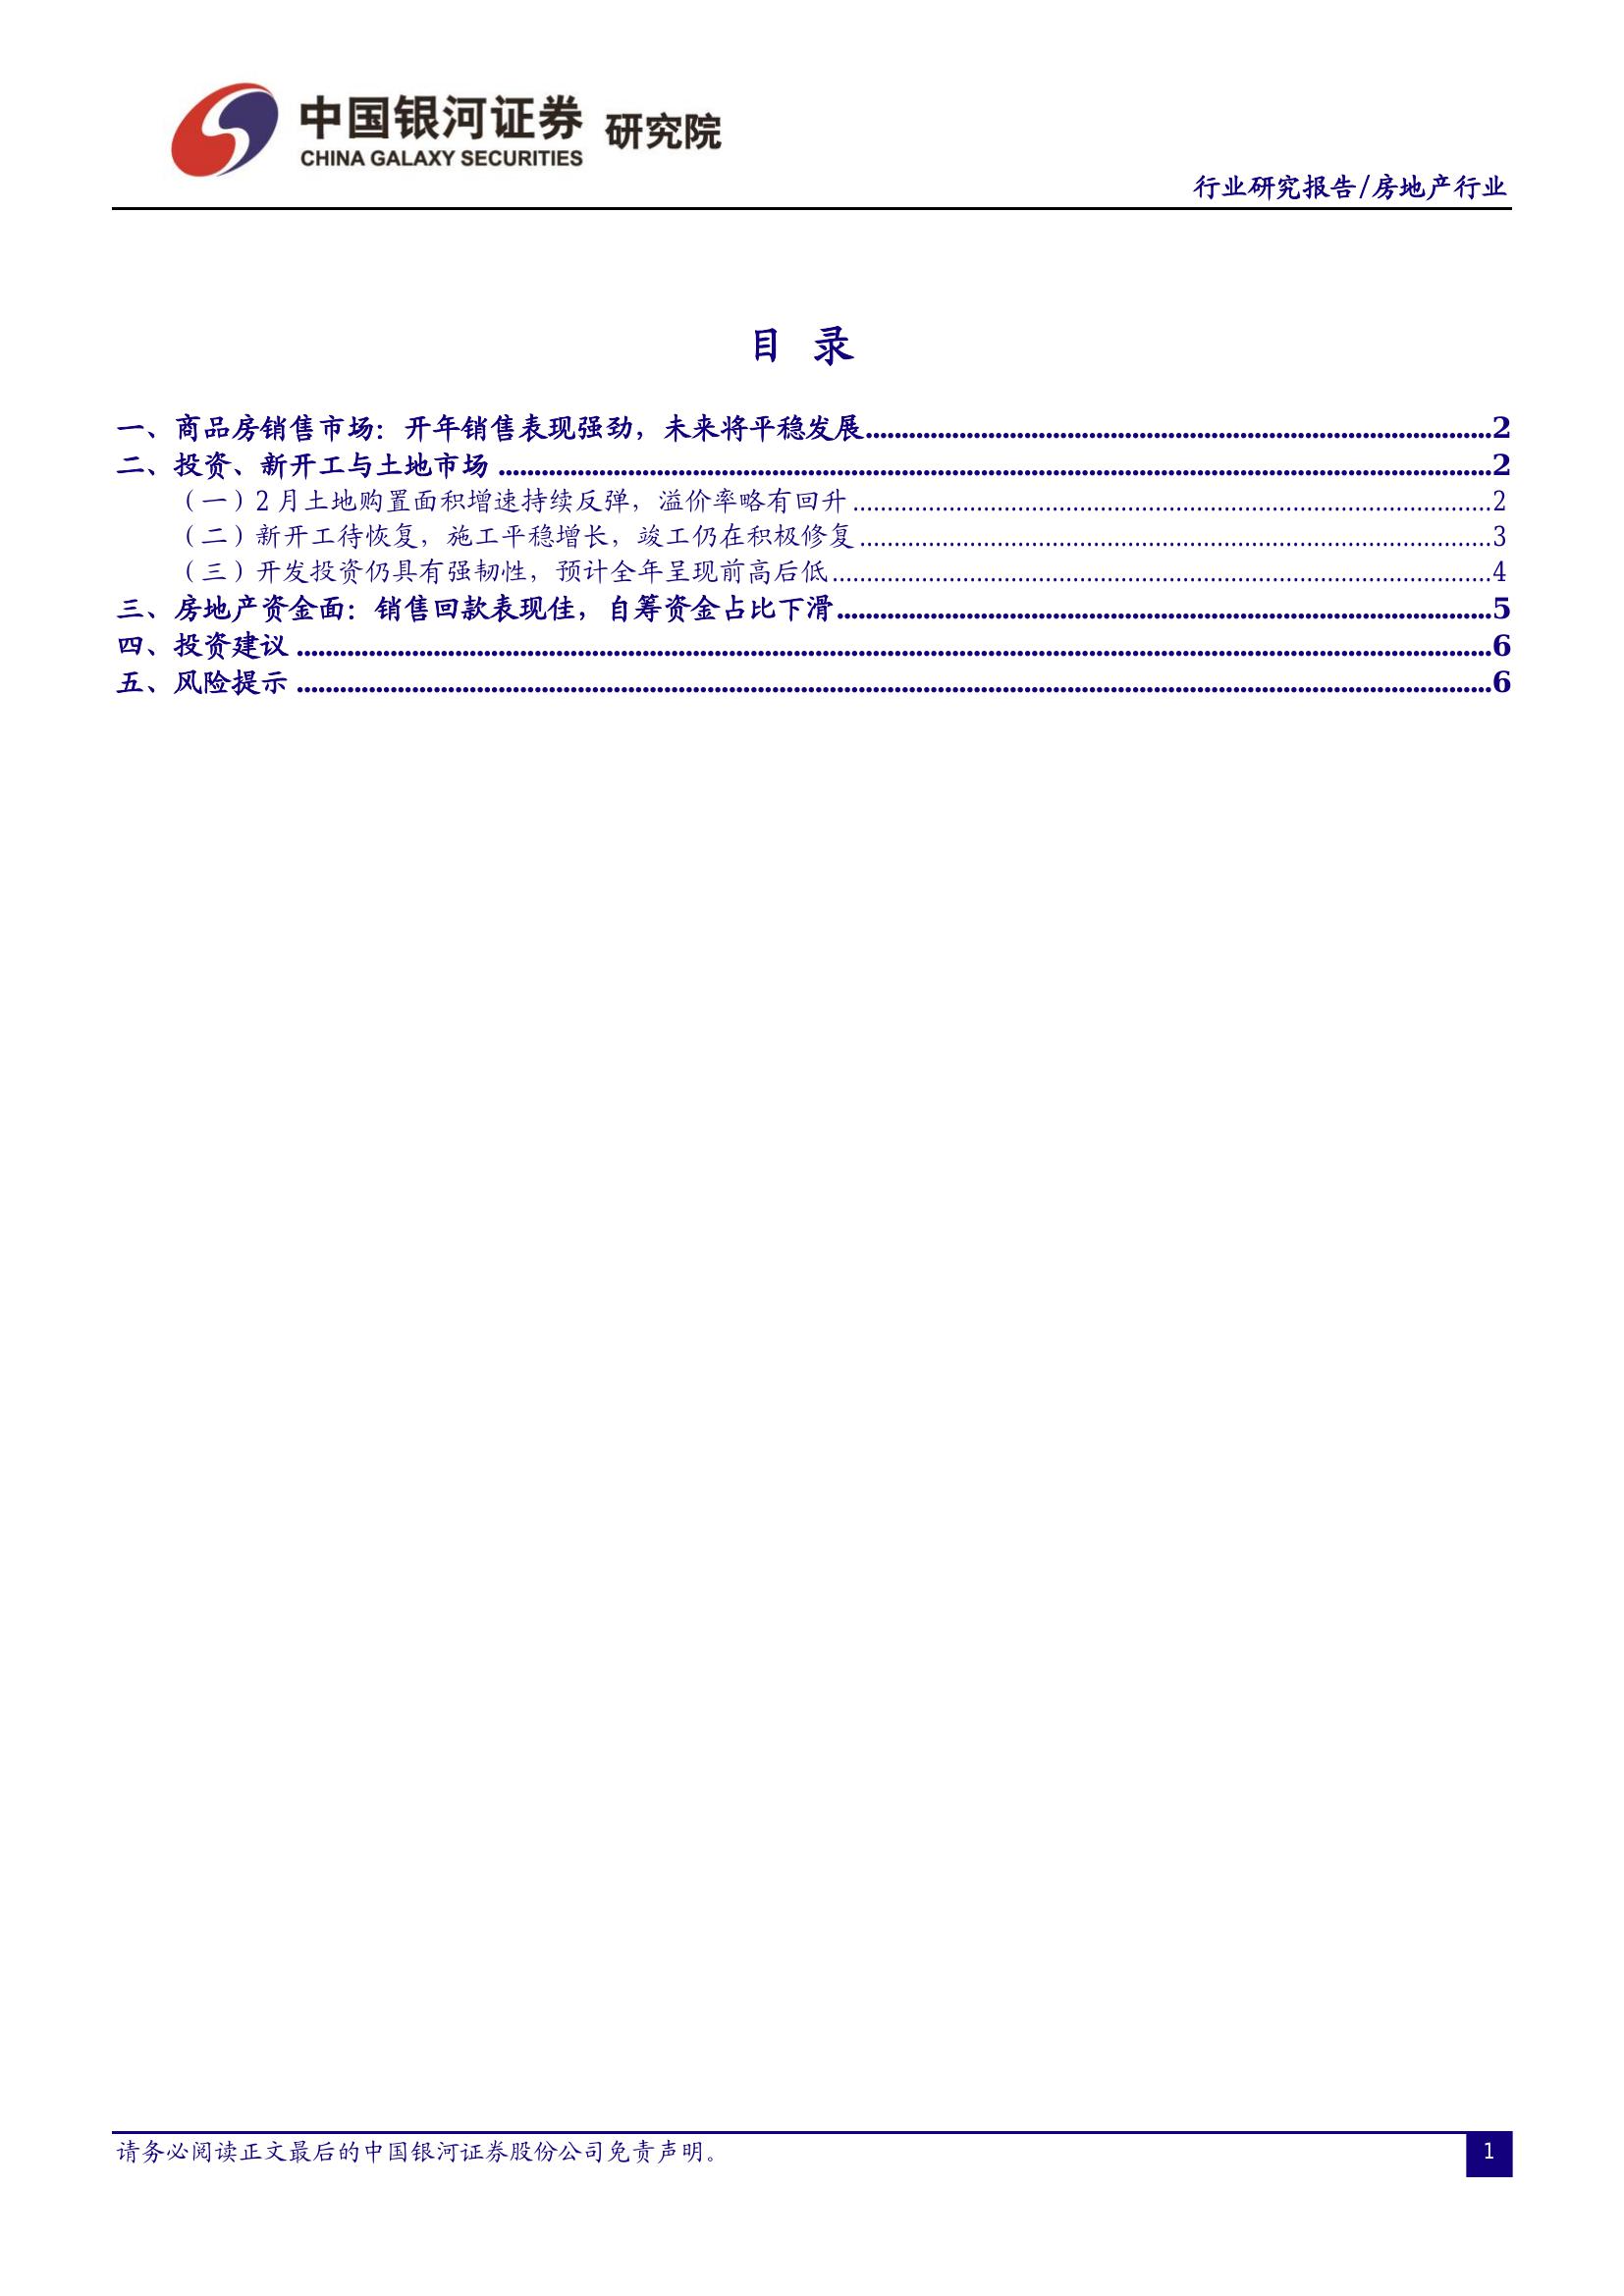 中国银河证券 研究院
CHINA GALAXY SECURITIES
行业研究报告/房地产行业
目 录
一、商品房销售市场：开年销售表现强劲，未来将平稳发展........................2
二、投资、新开工与土地市场........................2
（一）2 月土地购置面积增速持续反弹，溢价率略有回升........................2
（二）新开工待恢复，施工平稳增长，竣工仍在积极修复........................3
（三）开发投资仍具有强韧性，预计全年呈现前高后低........................4
三、房地产资金面：销售回款表现佳，自筹资金占比下滑........................5
四、投资建议........................6
五、风险提示........................6
请务必阅读正文最后的中国银河证券股份公司免责声明。
1